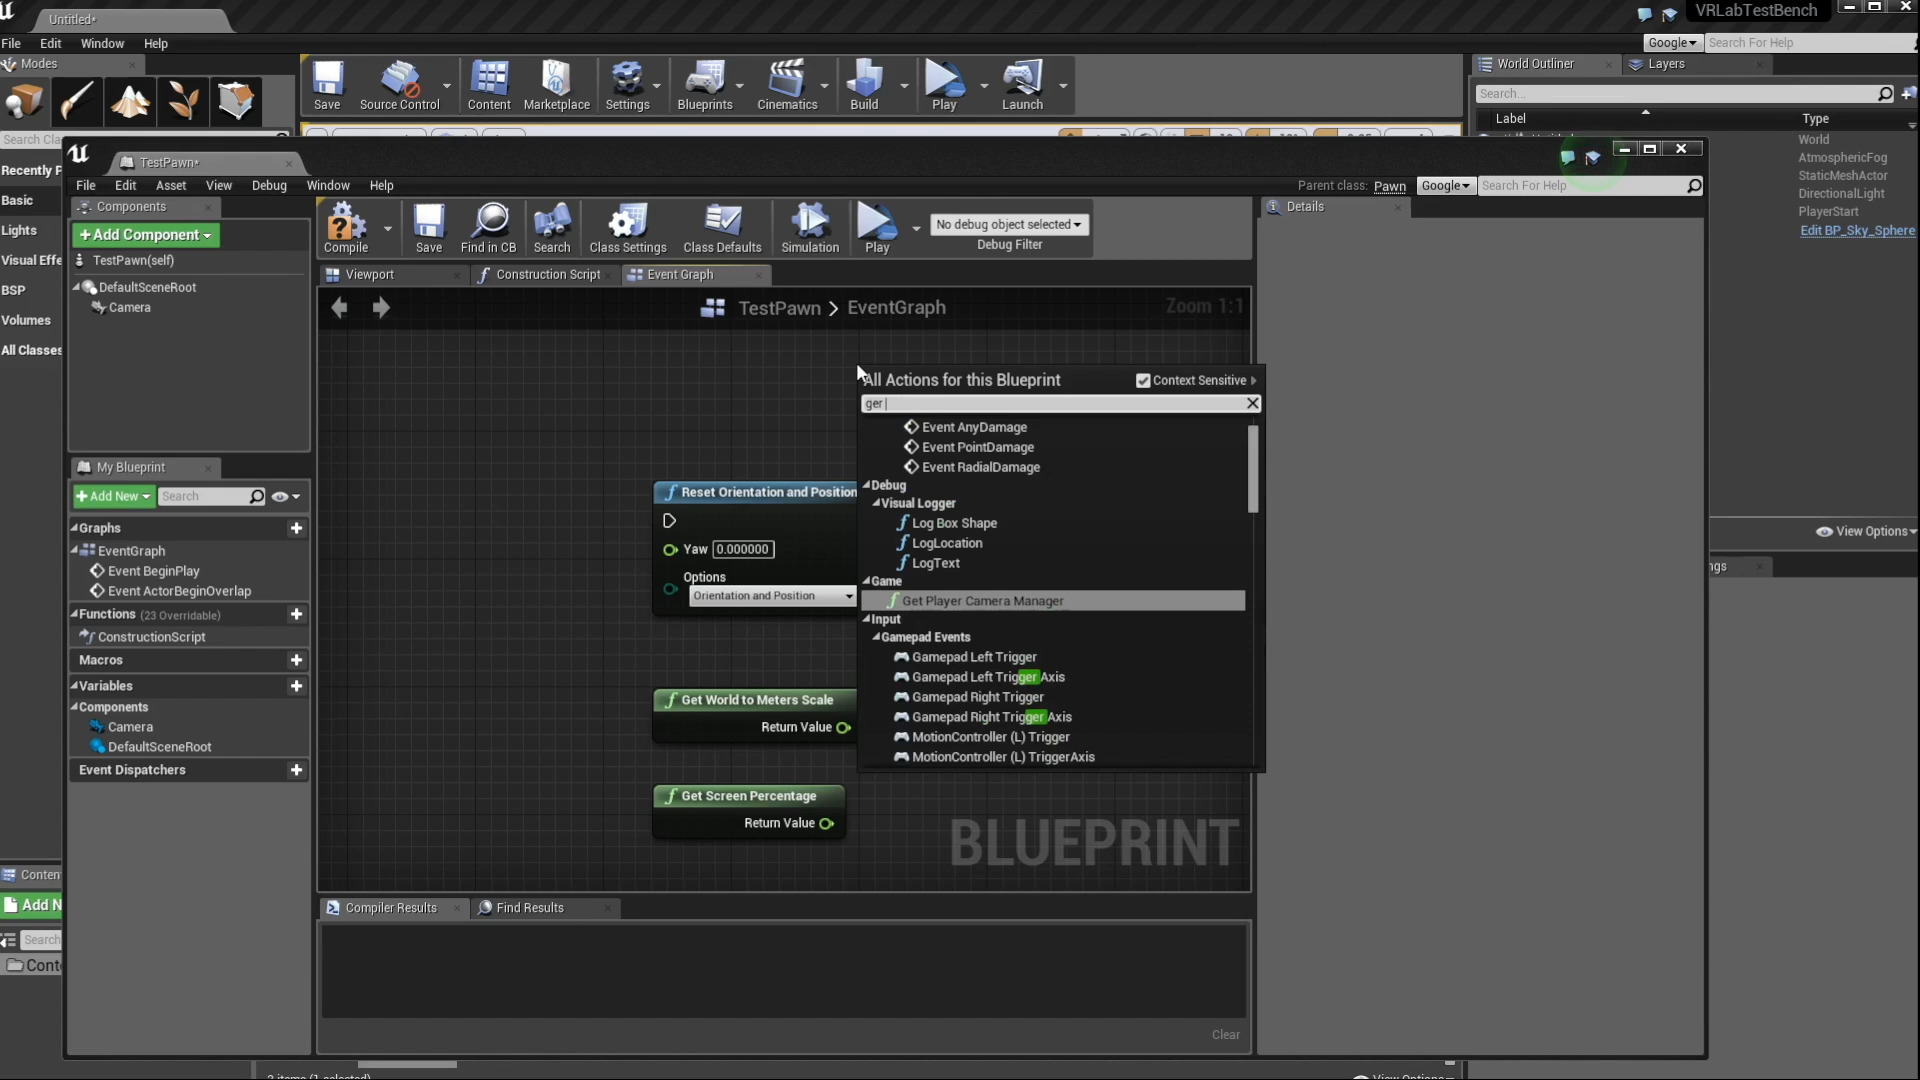 Untitled*
VRLabTestBench
File Edit Window Help
Google
Search For Help
Modes
Save
Source Control
Content
Marketplace
Settings
Blueprints
Cinematics
Build
Play
Launch
World Outliner
Layers
Search...
Label
Type
World
AtmosphericFog
StaticMeshActor
DirectionalLight
PlayerStart
Edit BP_Sky_Sphere
View Options
Recently P
Basic
Lights
Visual Effe
BSP
Volumes
All Classes
Conten
Add N
Search
Cont
TestPawn*
File Edit Asset View Debug Window Help
Parent class: Pawn
Google
Search For Help
Components
+Add Component
TestPawn(self)
DefaultSceneRoot
Camera
Compile
Save
Find in CB
Search
Class Settings
Class Defaults
Simulation
Play
No debug object selected
Debug Filter
Details
Viewport
Construction Script
Event Graph
TestPawn > EventGraph
Zoom 1:1
My Blueprint
+Add New
Search
Graphs
EventGraph
Event BeginPlay
Event ActorBeginOverlap
Functions (23 Overridable)
ConstructionScript
Macros
Variables
Components
Camera
DefaultSceneRoot
Event Dispatchers
Reset Orientation and Position
Yaw 0.000000
Options
Orientation and Position
Get World to Meters Scale
Return Value
Get Screen Percentage
Return Value
All Actions for this Blueprint
Context Sensitive
ger
Event AnyDamage
Event PointDamage
Event RadialDamage
Debug
Visual Logger
Log Box Shape
LogLocation
LogText
Game
Get Player Camera Manager
Input
Gamepad Events
Gamepad Left Trigger
Gamepad Left Trigger Axis
Gamepad Right Trigger
Gamepad Right Trigger Axis
MotionController (L) Trigger
MotionController (L) TriggerAxis
BLUEPRINT
Compiler Results
Find Results
Clear
ngs